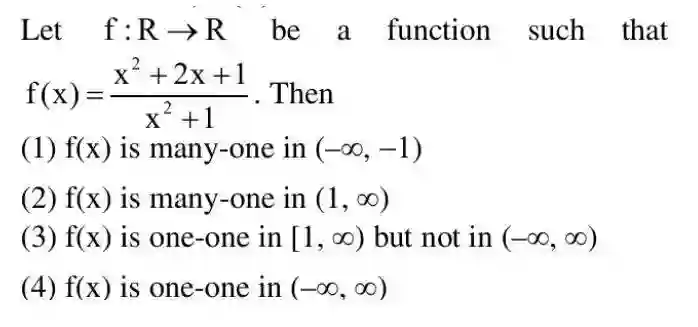 Let f : R → R be a function such that
f(x) = (x² + 2x + 1)/(x² + 1). Then
(1) f(x) is many-one in (–∞, –1)
(2) f(x) is many-one in (1, ∞)
(3) f(x) is one-one in [1, ∞) but not in (–∞, ∞)
(4) f(x) is one-one in (–∞, ∞)